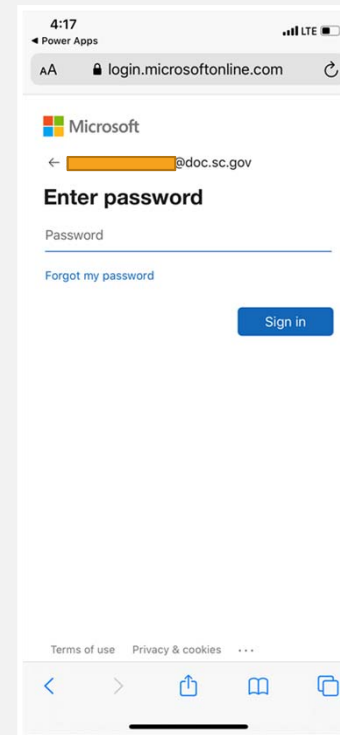 4:17
LTE
◄ Power Apps
AA login.microsoftonline.com
Microsoft
← @doc.sc.gov
Enter password
Password
Forgot my password
Sign in
Terms of use Privacy & cookies ...